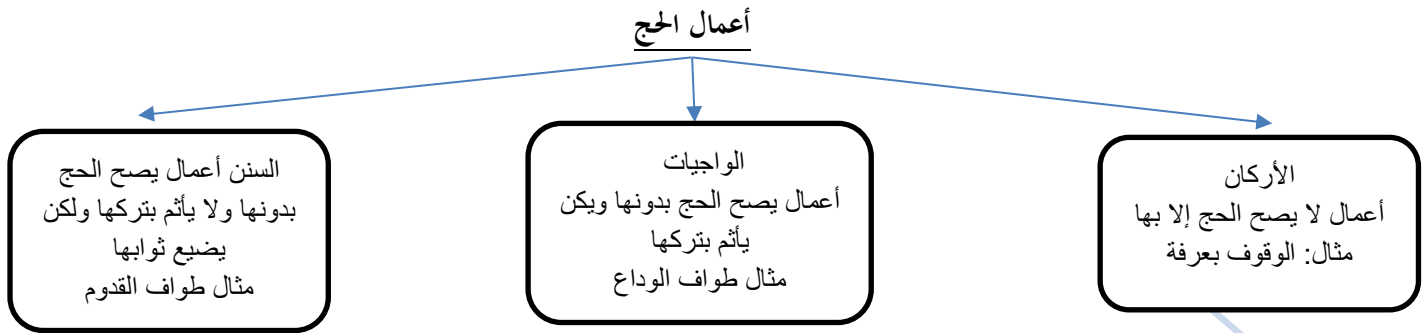 أعمال الحج
الأركان
أعمال لا يصح الحج إلا بها
مثال: الوقوف بعرفة
الواجيات
أعمال يصح الحج بدونها ويكن
يأثم بتركها
مثال طواف الوداع
السنن أعمال يصح الحج
بدونها ولا يأثم بتركها ولكن
يضيع ثوابها
مثال طواف القدوم